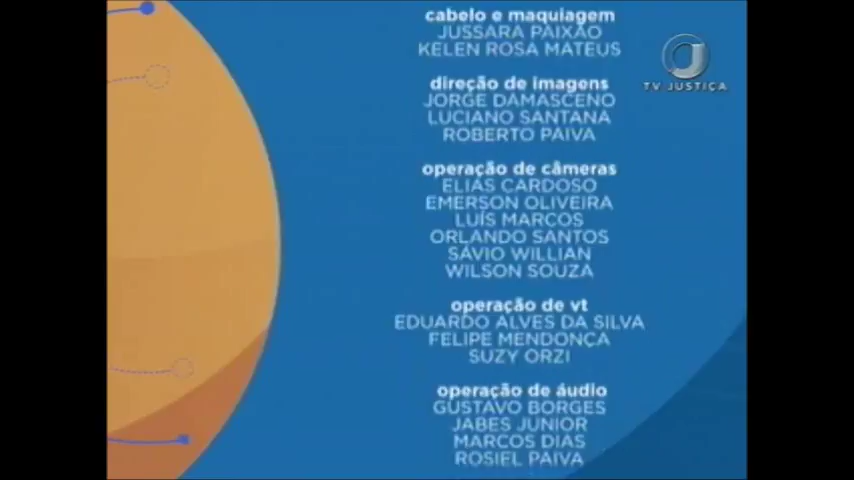 cabelo e maquiagem
JUSSARA PAIXÃO
KELEN ROSA MATEUS
TV JUSTIÇA
direção de imagens
JORGE DAMASCENO
LUCIANO SANTANA
ROBERTO PAIVA
operação de câmeras
ELIAS CARDOSO
EMERSON OLIVEIRA
LUÍS MARCOS
ORLANDO SANTOS
SÁVIO WILLIAN
WILSON SOUZA
operação de vt
EDUARDO ALVES DA SILVA
FELIPE MENDONÇA
SUZY ORZI
operação de áudio
GUSTAVO BORGES
JABES JUNIOR
MARCOS DIAS
ROSIEL PAIVA